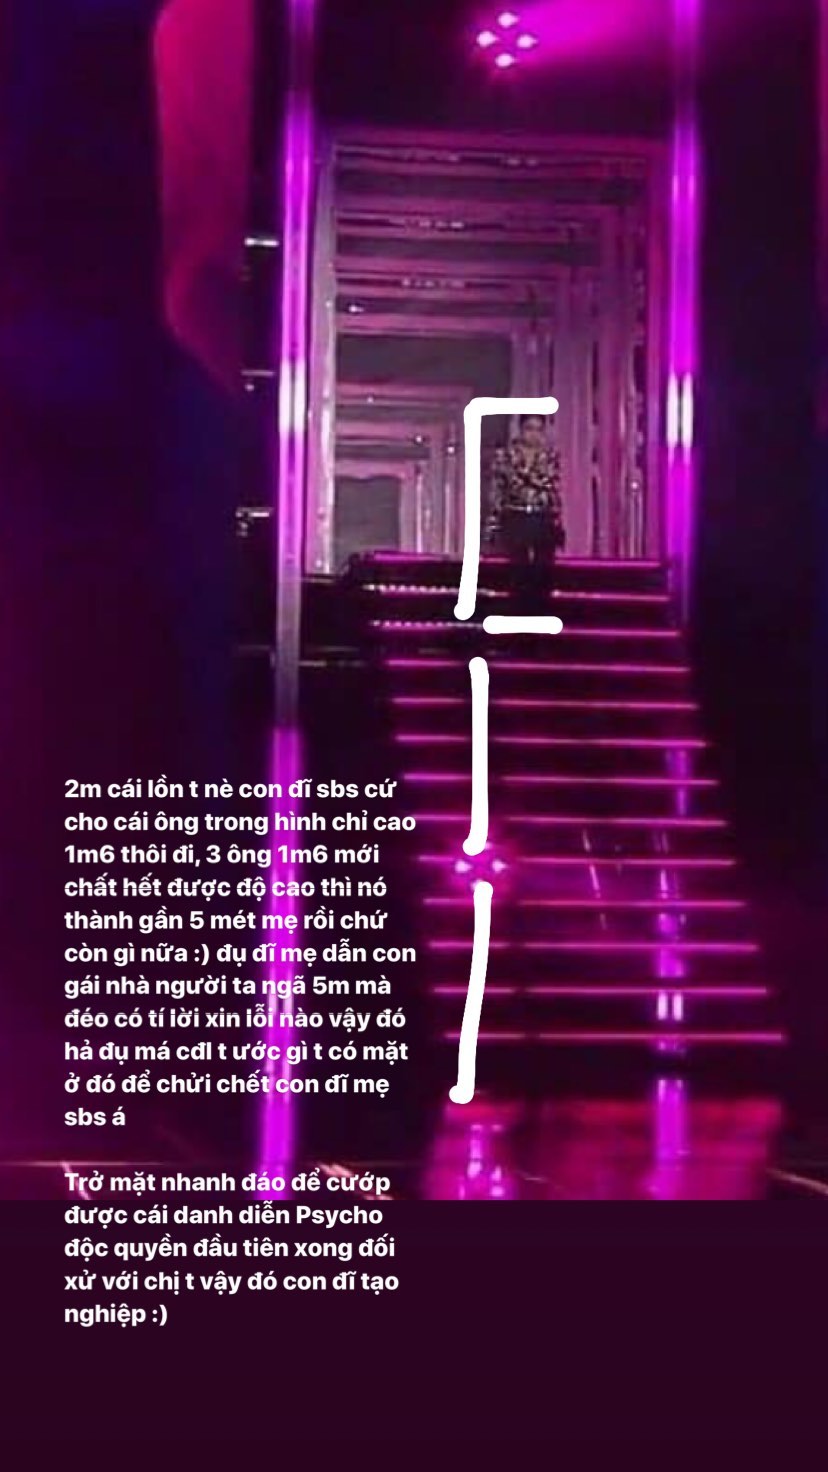 2m cái lồn t nè con đĩ sbs cứ
cho cái ông trong hình chỉ cao
1m6 thôi đi, 3 ông 1m6 mới
chất hết được độ cao thì nó
thành gần 5 mét mẹ rồi chứ
còn gì nữa :) đụ đĩ mẹ dẫn con
gái nhà người ta ngã 5m mà
đéo có tí lời xin lỗi nào vậy đó
hả đụ má cđl t ước gì t có mặt
ở đó để chửi chết con đĩ mẹ
sbs á
Trở mặt nhanh đáo để cướp
được cái danh diễn Psycho
độc quyền đầu tiên xong đối
xử với chị t vậy đó con đĩ tạo
nghiệp :)